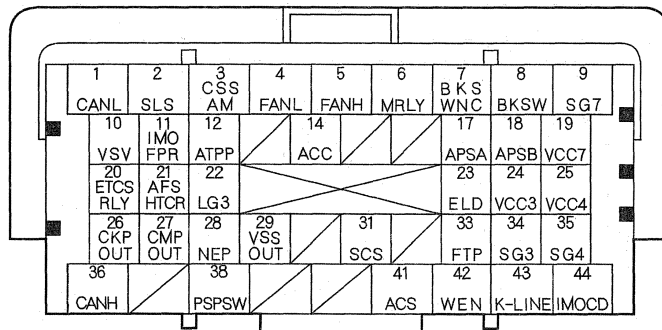 1 2 3 4 5 6 7 8 9
CANL SLS CSS AM FANL FANH MRLY BKS WNC BKSW SG7
10 11 12 14 17 18 19
VSV IMO FPR ATPP ACC APSA APSB VCC7
20 21 22 23 24 25
ETCS RLY AFS HTCR LG3 ELD VCC3 VCC4
26 27 28 29 31 33 34 35
CKP OUT CMP OUT NEP VSS OUT SCS FTP SG3 SG4
36 38 41 42 43 44
CANH PSPSW ACS WEN K-LINE IMOCD